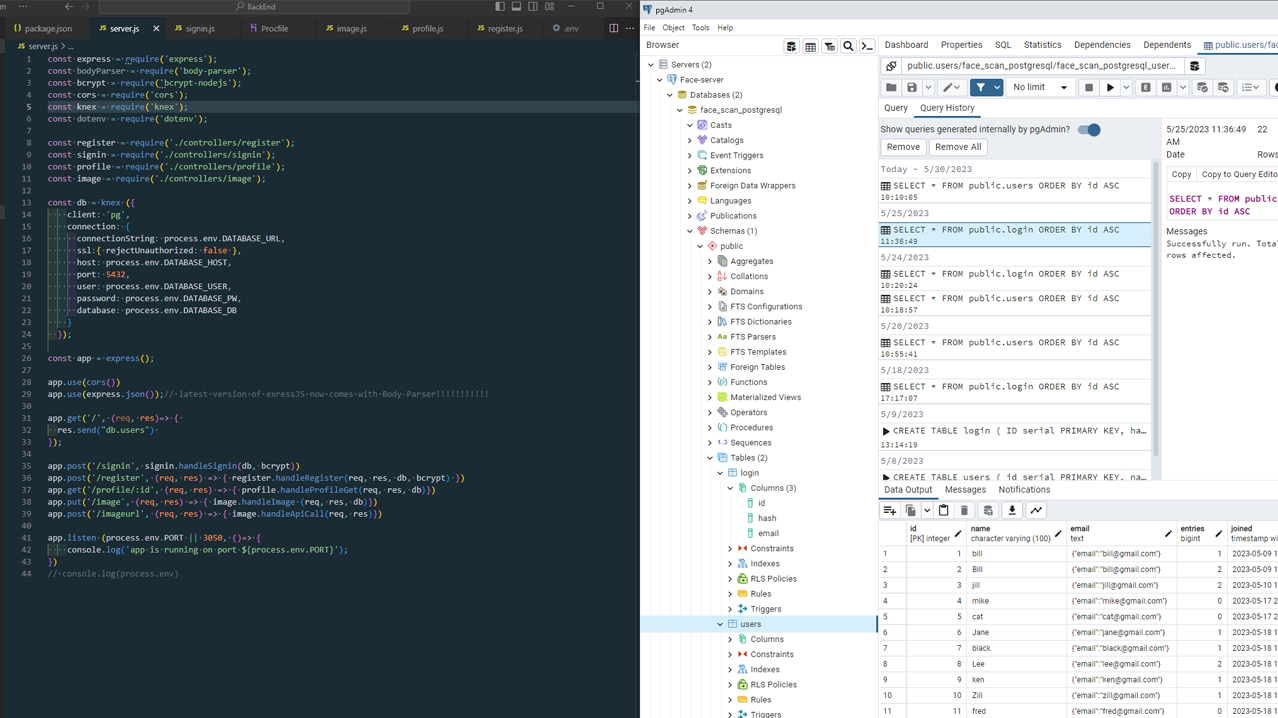 BackEnd
package.json
server.js
signin.js
Procfile
image.js
profile.js
register.js
.env
server.js > ...
1 const express = require('express');
2 const bodyParser = require('body-parser');
3 const bcrypt = require('bcrypt-nodejs');
4 const cors = require('cors')
5 const knex = require('knex');
6 const dotenv = require('dotenv');
7
8 const register = require('./controllers/register');
9 const signin = require('./controllers/signin');
10 const profile = require('./controllers/profile');
11 const image = require('./controllers/image');
12
13 const db = knex ({
14 client: 'pg',
15 connection: {
16 connectionString: process.env.DATABASE_URL,
17 ssl:{ rejectUnauthorized: false },
18 host: process.env.DATABASE_HOST,
19 port: 5432,
20 user: process.env.DATABASE_USER,
21 password: process.env.DATABASE_PW,
22 database: process.env.DATABASE_DB
23 }
24 });
25
26 const app = express();
27
28 app.use(cors())
29 app.use(express.json());// latest version of exressJS now comes with Body-Parser!!!!!!!!!!!
30
31 app.get('/', (req, res)=> {
32 res.send("db.users")
33 });
34
35 app.post('/signin', signin.handleSignin(db, bcrypt))
36 app.post('/register', (req, res) => { register.handleRegister(req, res, db, bcrypt) })
37 app.get('/profile/:id', (req, res) => { profile.handleProfileGet(req, res, db)})
38 app.put('/image', (req, res) => { image.handleImage (req, res, db)})
39 app.post('/imageurl', (req, res) => { image.handleApiCall(req, res)})
40
41 app.listen (process.env.PORT || 3050, ()=> {
42 console.log(`app is running on port ${process.env.PORT}`);
43 })
44 // console.log(process.env)
pgAdmin 4
File Object Tools Help
Browser
Servers (2)
Face-server
Databases (2)
face_scan_postgresql
Casts
Catalogs
Event Triggers
Extensions
Foreign Data Wrappers
Languages
Publications
Schemas (1)
public
Aggregates
Collations
Domains
FTS Configurations
FTS Dictionaries
FTS Parsers
FTS Templates
Foreign Tables
Functions
Materialized Views
Operators
Procedures
Sequences
Tables (2)
login
Columns (3)
id
hash
email
Constraints
Indexes
RLS Policies
Rules
Triggers
users
Columns
Constraints
Indexes
RLS Policies
Rules
Triggers
Dashboard Properties SQL Statistics Dependencies Dependents public.users/fac
public.users/face_scan_postgresql/face_scan_postgresql_user...
No limit
Query Query History
Show queries generated internally by pgAdmin?
Remove Remove All
Today - 5/30/2023
SELECT * FROM public.users ORDER BY id ASC
10:10:05
5/25/2023
SELECT * FROM public.login ORDER BY id ASC
11:36:49
5/24/2023
SELECT * FROM public.login ORDER BY id ASC
10:20:24
SELECT * FROM public.users ORDER BY id ASC
10:18:57
5/20/2023
SELECT * FROM public.users ORDER BY id ASC
10:55:41
5/18/2023
SELECT * FROM public.login ORDER BY id ASC
17:17:07
5/9/2023
CREATE TABLE login ( ID serial PRIMARY KEY, ha...
13:14:19
5/8/2023
CREATE TABLE users ( id serial PRIMARY KEY, na...
5/25/2023 11:36:49 22
AM
Date Rows
Copy Copy to Query Edito
SELECT * FROM public
ORDER BY id ASC
Messages
Successfully run. Total
rows affected.
Data Output Messages Notifications
id name email entries joined
[PK] integer character varying (100) text bigint timestamp wi
1 1 bill {"email":"bill@gmail.com"} 1 2023-05-09 1
2 2 Bill {"email":"bill@gmail.com"} 2 2023-05-09 1
3 3 jill {"email":"jill@gmail.com"} 2 2023-05-10 1
4 4 mike {"email":"mike@gmail.com"} 0 2023-05-17 2
5 5 cat {"email":"cat@gmail.com"} 0 2023-05-17 2
6 6 Jane {"email":"jane@gmail.com"} 1 2023-05-18 1
7 7 black {"email":"black@gmail.com"} 1 2023-05-18 1
8 8 Lee {"email":"lee@gmail.com"} 2 2023-05-18 1
9 9 ken {"email":"ken@gmail.com"} 1 2023-05-18 1
10 10 Zill {"email":"zill@gmail.com"} 1 2023-05-18 1
11 11 fred {"email":"fred@gmail.com"} 0 2023-05-18 1